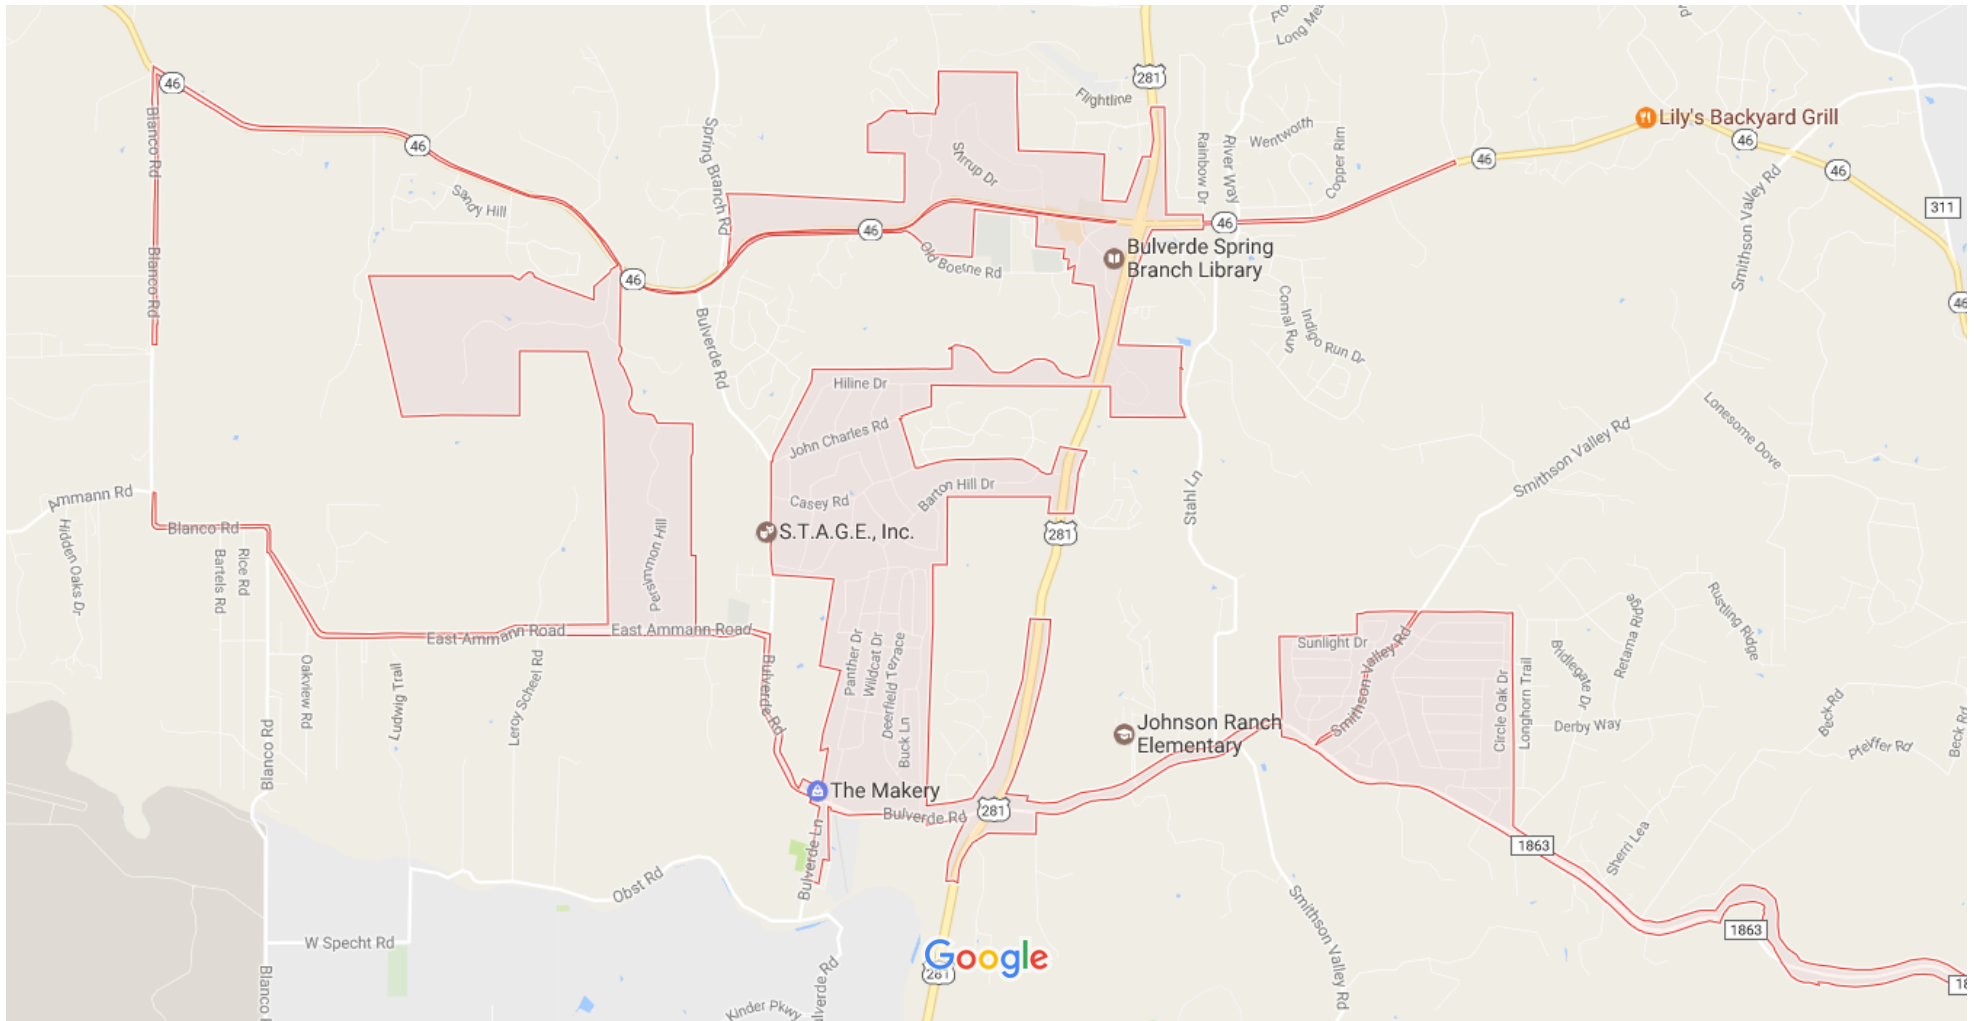 Long Me
281
46
Flightline
Lily's Backyard Grill
Blanco Rd
46
Spring Branch Rd
Stirrup Dr
Rainbow Dr
River Way
Wentworth
Copper Rim
46
46
46
Smithson Valley Rd
311
Sandy Hill
46
46
Old Boerne Rd
Bulverde Spring
Branch Library
Blanco Rd
46
46
Comal Run
Indigo Run Dr
Bulverde Rd
Hiline Dr
John Charles Rd
Lonesome Dove
Smithson Valley Rd
Ammann Rd
Casey Rd
Barton Hill Dr
Stahl Ln
Blanco Rd
S.T.A.G.E., Inc.
281
Hidden Oaks Dr
Bartels Rd
Rice Rd
Persimmon Hill
East Ammann Road
East Ammann Road
Sunlight Dr
Smithson Valley Rd
Rustling Ridge
Retama Ridge
Bridlegate Dr
Oakview Rd
Ludwig Trail
Leroy Scheel Rd
Bulverde Rd
Panther Dr
Wildcat Dr
Deerfield Terrace
Buck Ln
Circle Oak Dr
Longhorn Trail
Derby Way
Beck Rd
Pfeiffer Rd
Beck Rd
Johnson Ranch
Elementary
Blanco Rd
The Makery
Bulverde Rd
281
1863
Sherri Lea
Bulverde Ln
Obst Rd
Smithson Valley Rd
W Specht Rd
1863
Google
281
18
Blanco
Kinder Pkwy
ulverde Rd